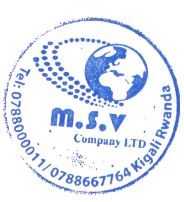 M.S.V
Company LTD
Tel: 0788000011/0788667764 Kigali Rwanda